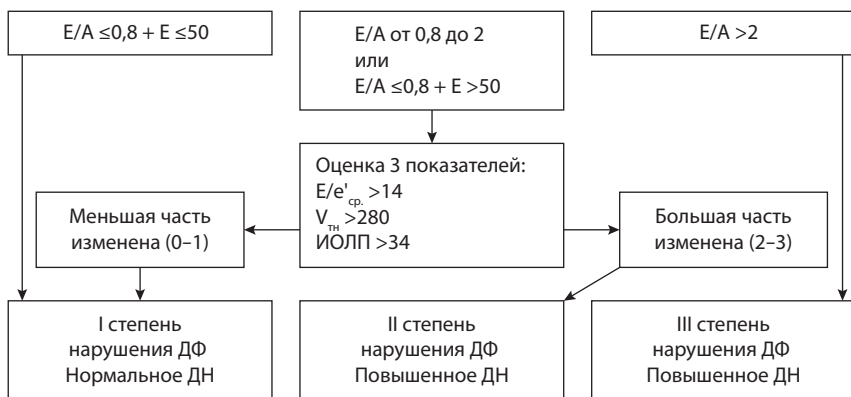 E/A ≤0,8 + E ≤50
E/A от 0,8 до 2
или
E/A ≤0,8 + E >50
E/A >2
Оценка 3 показателей:
E/e'ср. >14
Vтн >280
ИОЛП >34
Меньшая часть
изменена (0–1)
Большая часть
изменена (2–3)
I степень
нарушения ДФ
Нормальное ДН
II степень
нарушения ДФ
Повышенное ДН
III степень
нарушения ДФ
Повышенное ДН